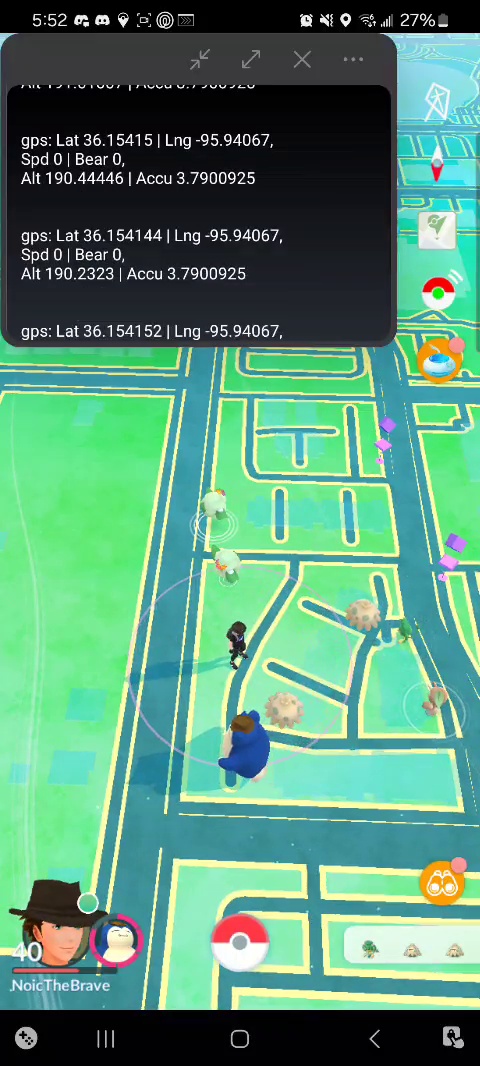 5:52
27%
gps: Lat 36.15415 | Lng -95.94067,
Spd 0 | Bear 0,
Alt 190.44446 | Accu 3.7900925
gps: Lat 36.154144 | Lng -95.94067,
Spd 0 | Bear 0,
Alt 190.2323 | Accu 3.7900925
gps: Lat 36.154152 | Lng -95.94067,
40
NoicTheBrave